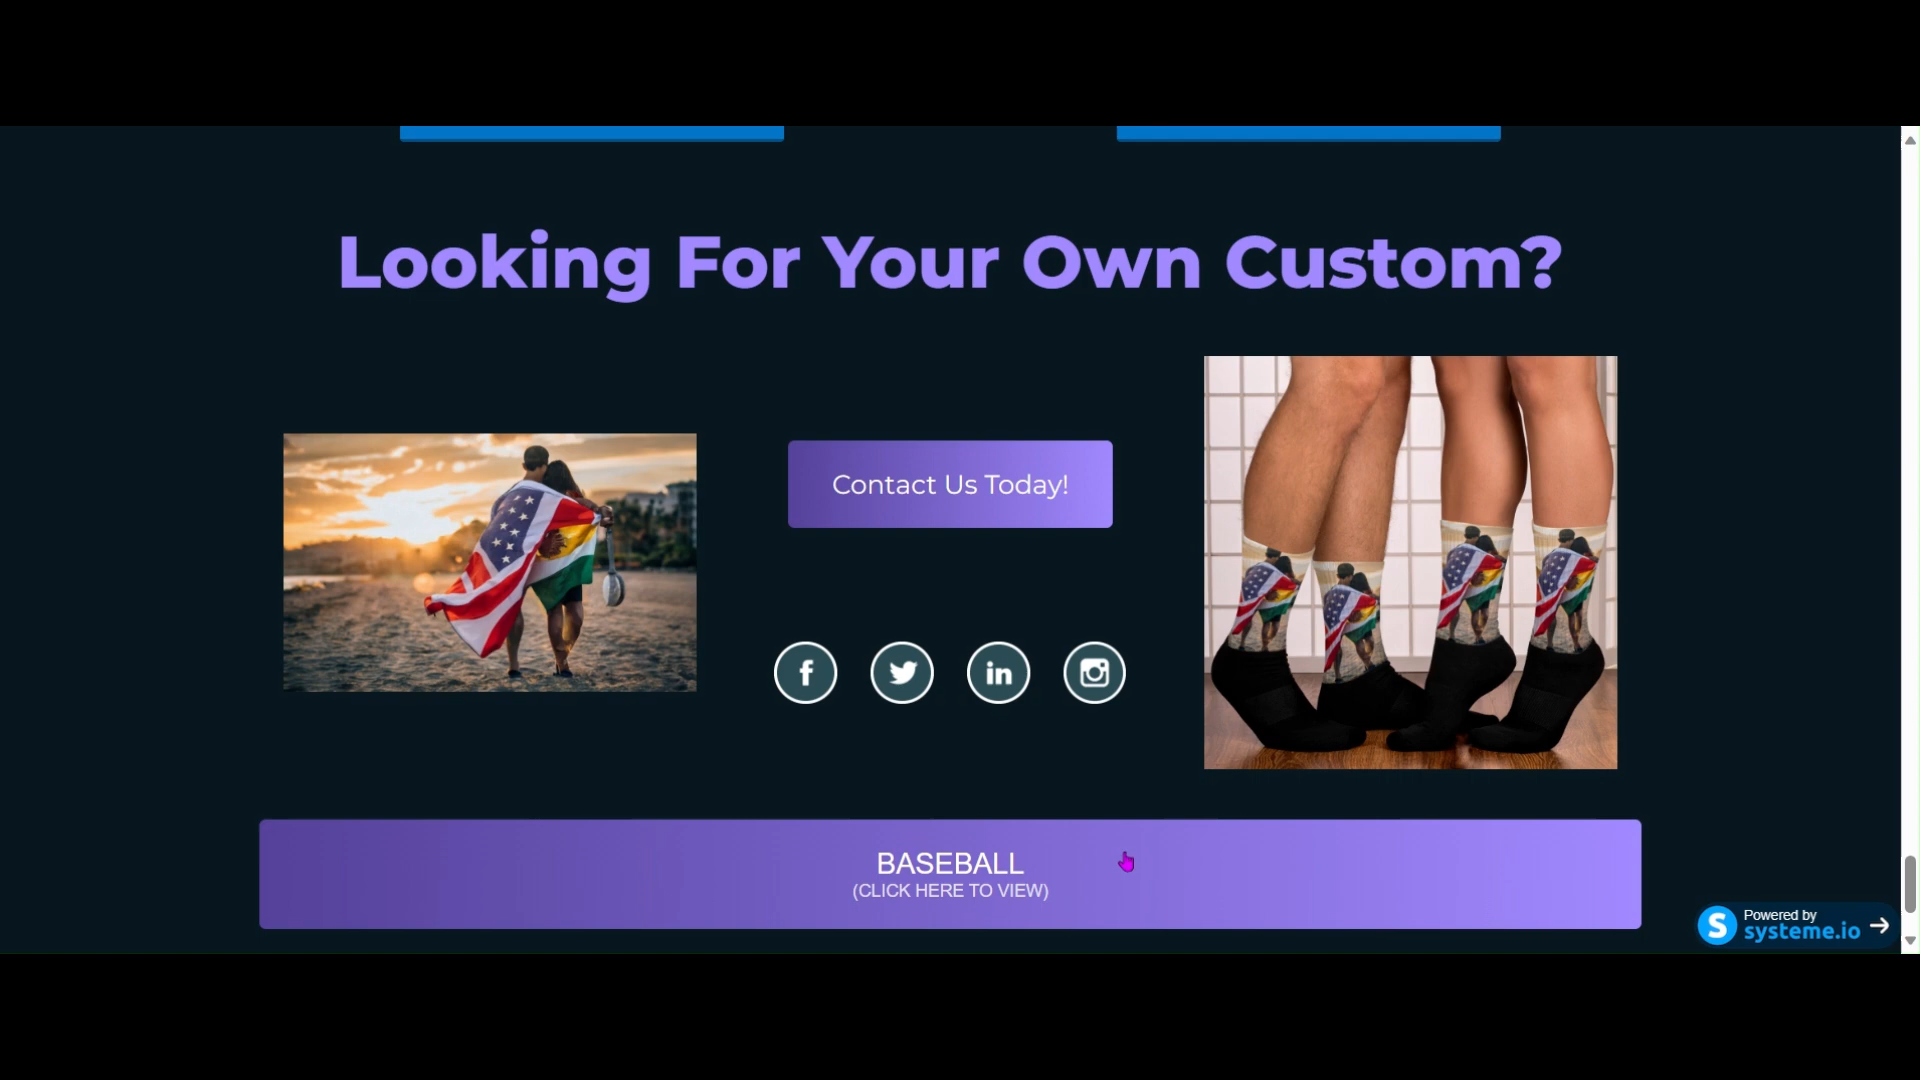 Looking For Your Own Custom?
Contact Us Today!
f
in
BASEBALL
(CLICK HERE TO VIEW)
S
Powered by
systeme.io